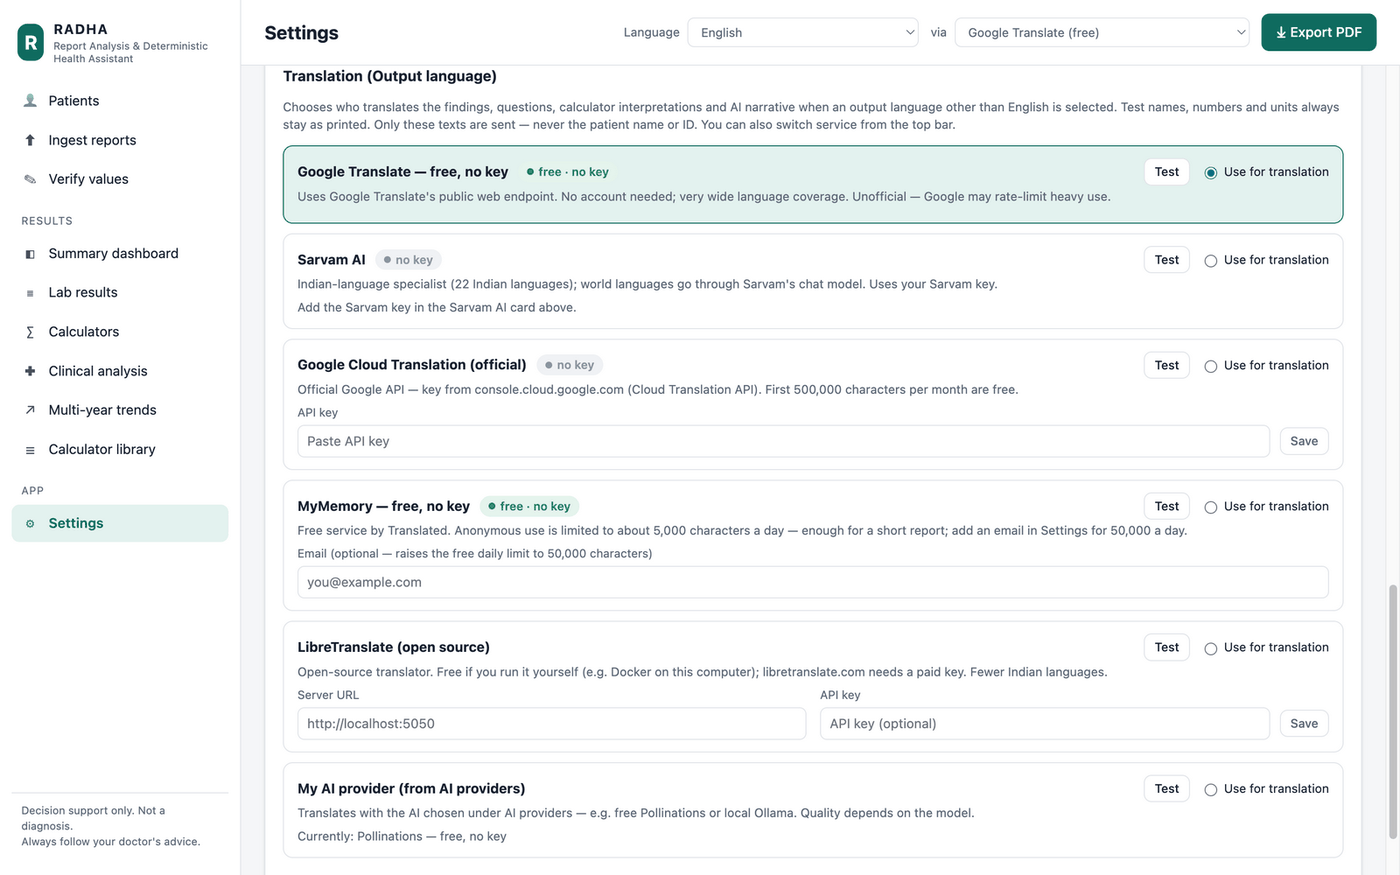 RADHA
Report Analysis & Deterministic
Health Assistant
Patients
Ingest reports
Verify values
RESULTS
Summary dashboard
Lab results
Calculators
Clinical analysis
Multi-year trends
Calculator library
APP
Settings
Decision support only. Not a
diagnosis.
Always follow your doctor's advice.
Settings
Language English via Google Translate (free) Export PDF
Translation (Output language)
Chooses who translates the findings, questions, calculator interpretations and AI narrative when an output language other than English is selected. Test names, numbers and units always
stay as printed. Only these texts are sent — never the patient name or ID. You can also switch service from the top bar.
Google Translate — free, no key free · no key Test Use for translation
Uses Google Translate's public web endpoint. No account needed; very wide language coverage. Unofficial — Google may rate-limit heavy use.
Sarvam AI no key Test Use for translation
Indian-language specialist (22 Indian languages); world languages go through Sarvam's chat model. Uses your Sarvam key.
Add the Sarvam key in the Sarvam AI card above.
Google Cloud Translation (official) no key Test Use for translation
Official Google API — key from console.cloud.google.com (Cloud Translation API). First 500,000 characters per month are free.
API key
Paste API key Save
MyMemory — free, no key free · no key Test Use for translation
Free service by Translated. Anonymous use is limited to about 5,000 characters a day — enough for a short report; add an email in Settings for 50,000 a day.
Email (optional — raises the free daily limit to 50,000 characters)
you@example.com
LibreTranslate (open source) Test Use for translation
Open-source translator. Free if you run it yourself (e.g. Docker on this computer); libretranslate.com needs a paid key. Fewer Indian languages.
Server URL API key
http://localhost:5050 API key (optional) Save
My AI provider (from AI providers) Test Use for translation
Translates with the AI chosen under AI providers — e.g. free Pollinations or local Ollama. Quality depends on the model.
Currently: Pollinations — free, no key